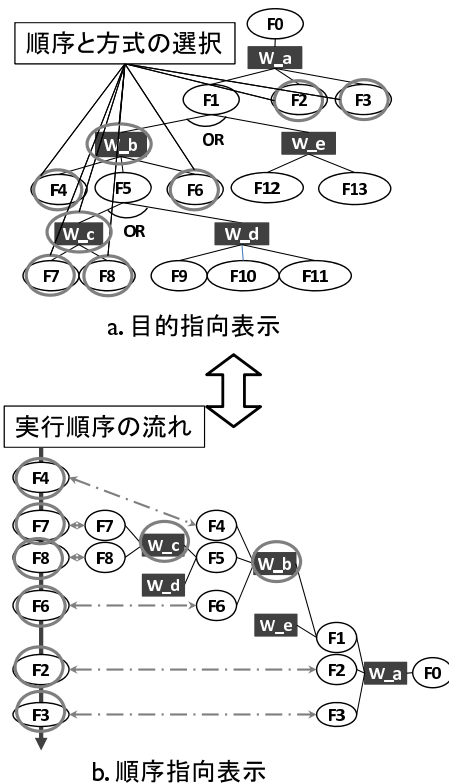 F0
順序と方式の選択
W_a
F1 F2 F3
OR
W_b W_e
F4 F5 F6 F12 F13
W_c OR W_d
F7 F8 F9 F10 F11
a. 目的指向表示
実行順序の流れ
F4
F7 F7 F4
F8 F8 W_c F5 W_b
W_d
F6 F6
W_e F1
F2 F2 W_a F0
F3 F3
b. 順序指向表示